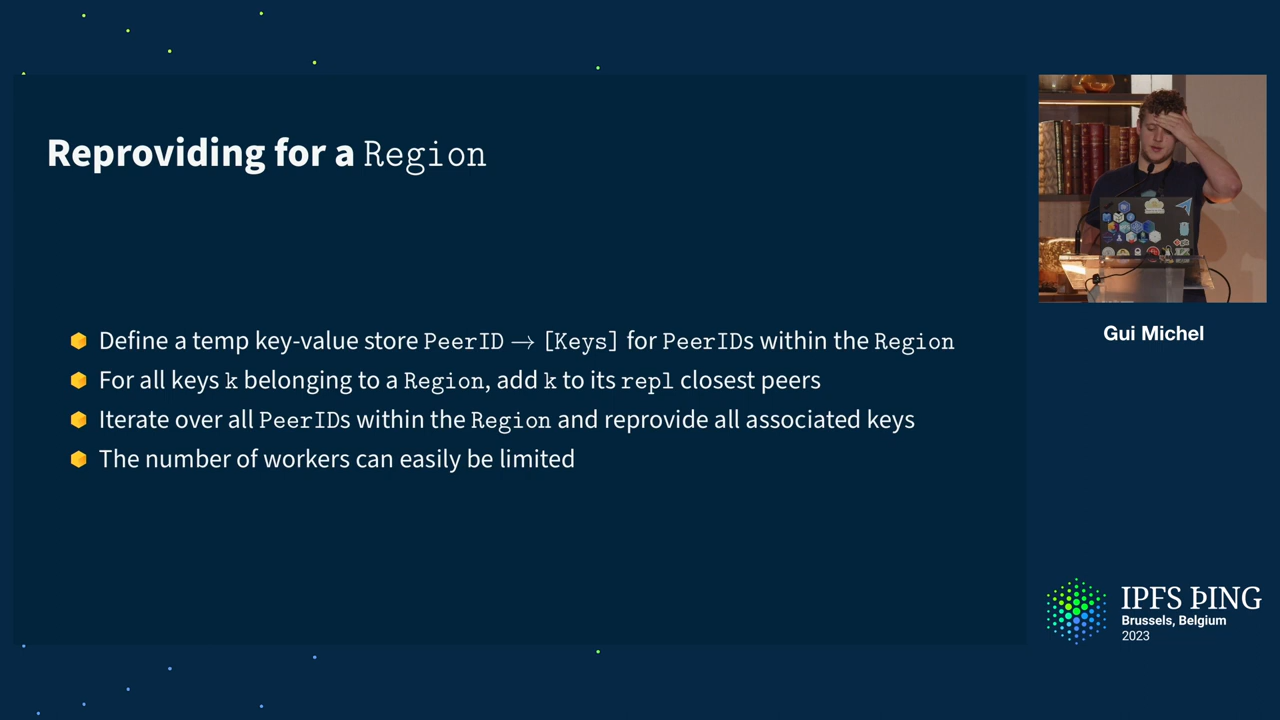 Reproviding for a Region
Define a temp key-value store PeerID → [Keys] for PeerIDs within the Region
For all keys k belonging to a Region, add k to its repl closest peers
Iterate over all PeerIDs within the Region and reprovide all associated keys
The number of workers can easily be limited
Gui Michel
IPFS ÞING
Brussels, Belgium
2023